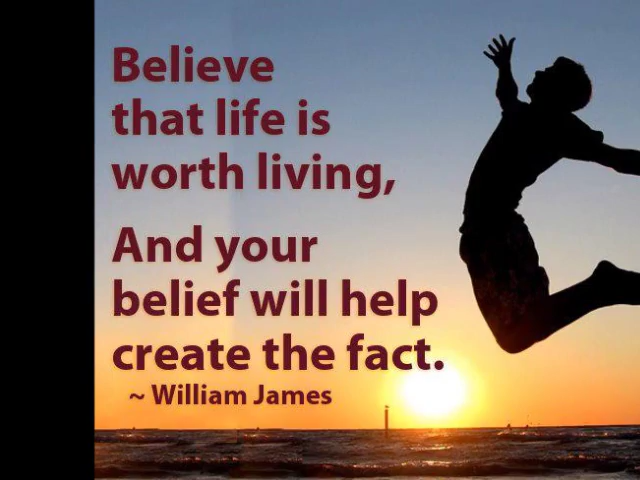 Believe
that life is
worth living,
And your
belief will help
create the fact.
~ William James